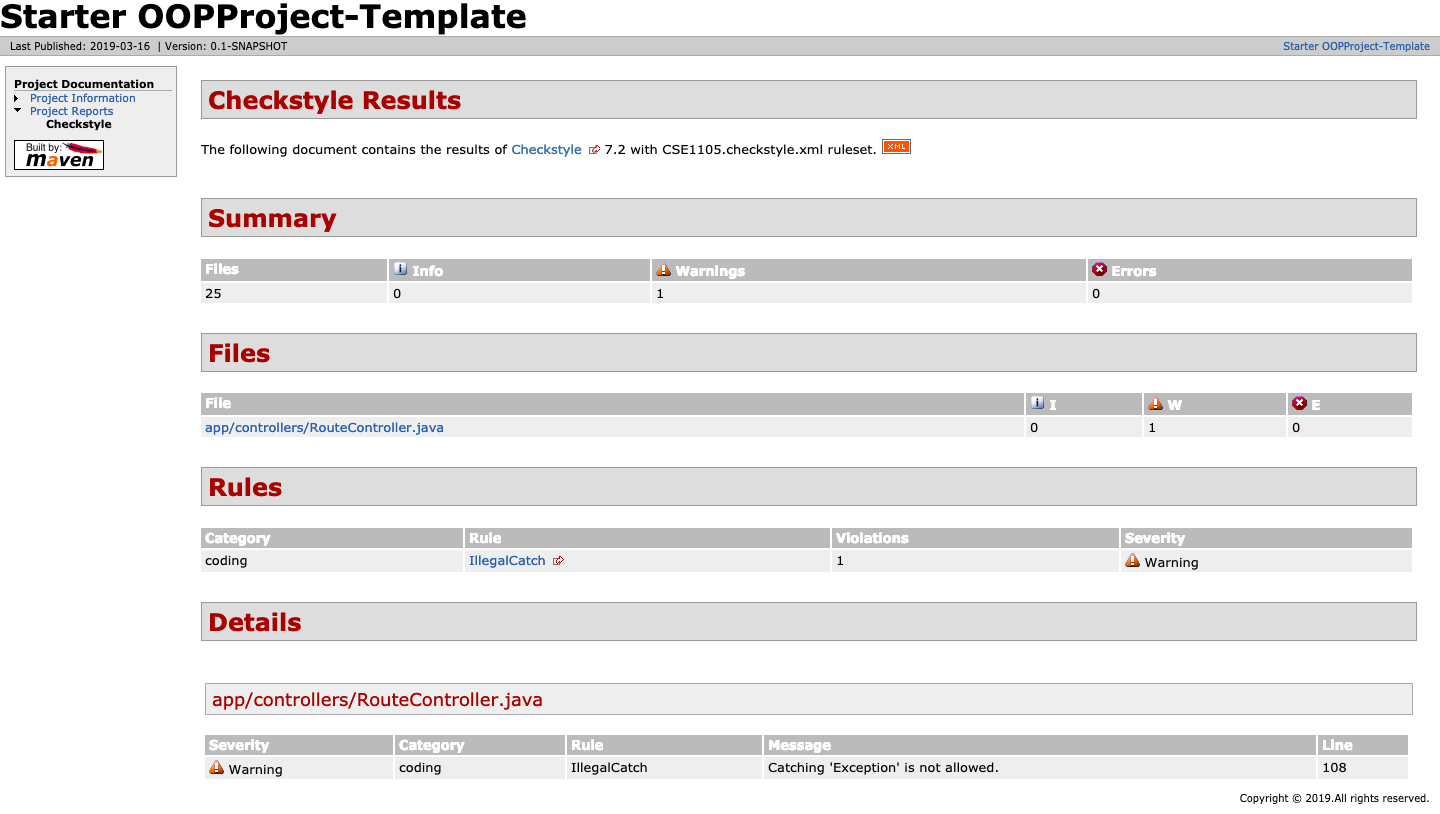 Starter OOPProject-Template
Last Published: 2019-03-16 | Version: 0.1-SNAPSHOT
Starter OOPProject-Template
Project Documentation
Project Information
Project Reports
Checkstyle
Built by:
maven
Checkstyle Results
The following document contains the results of Checkstyle 7.2 with CSE1105.checkstyle.xml ruleset. XML
Summary
Files Info Warnings Errors
25 0 1 0
Files
File I W E
app/controllers/RouteController.java 0 1 0
Rules
Category Rule Violations Severity
coding IllegalCatch 1 Warning
Details
app/controllers/RouteController.java
Severity Category Rule Message Line
Warning coding IllegalCatch Catching 'Exception' is not allowed. 108
Copyright © 2019.All rights reserved.